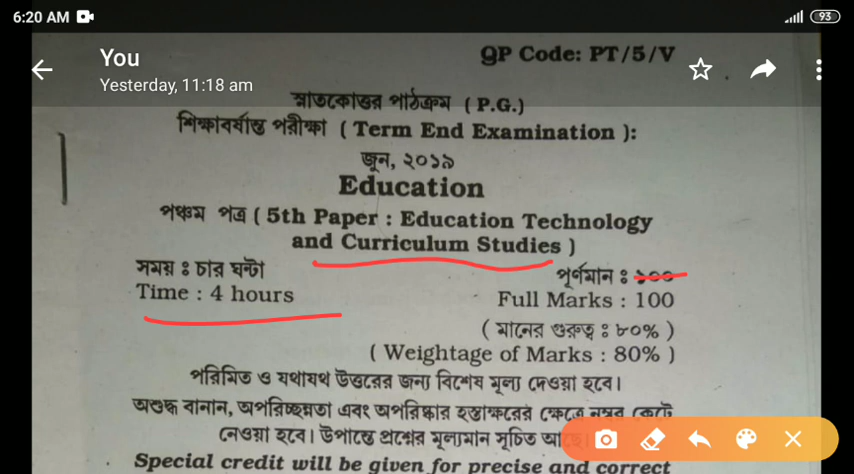 6:20 AM
93
You
Yesterday, 11:18 am
QP Code: PT/5/V
স্নাতকোত্তর পাঠক্রম ( P.G.)
শিক্ষাবর্ষান্ত পরীক্ষা ( Term End Examination ):
জুন, ২০১৯
Education
পঞ্চম পত্র ( 5th Paper : Education Technology
and Curriculum Studies )
সময় ঃ চার ঘন্টা
পূর্ণমান ঃ ১০০
Time : 4 hours
Full Marks : 100
( মানের গুরুত্ব ঃ ৮০% )
( Weightage of Marks : 80% )
পরিমিত ও যথাযথ উত্তরের জন্য বিশেষ মূল্য দেওয়া হবে।
অশুদ্ধ বানান, অপরিচ্ছন্নতা এবং অপরিষ্কার হস্তাক্ষরের ক্ষেত্রে নম্বর কেটে
নেওয়া হবে। উপান্তে প্রশ্নের মূল্যমান সূচিত
Special credit will be given for precise and correct